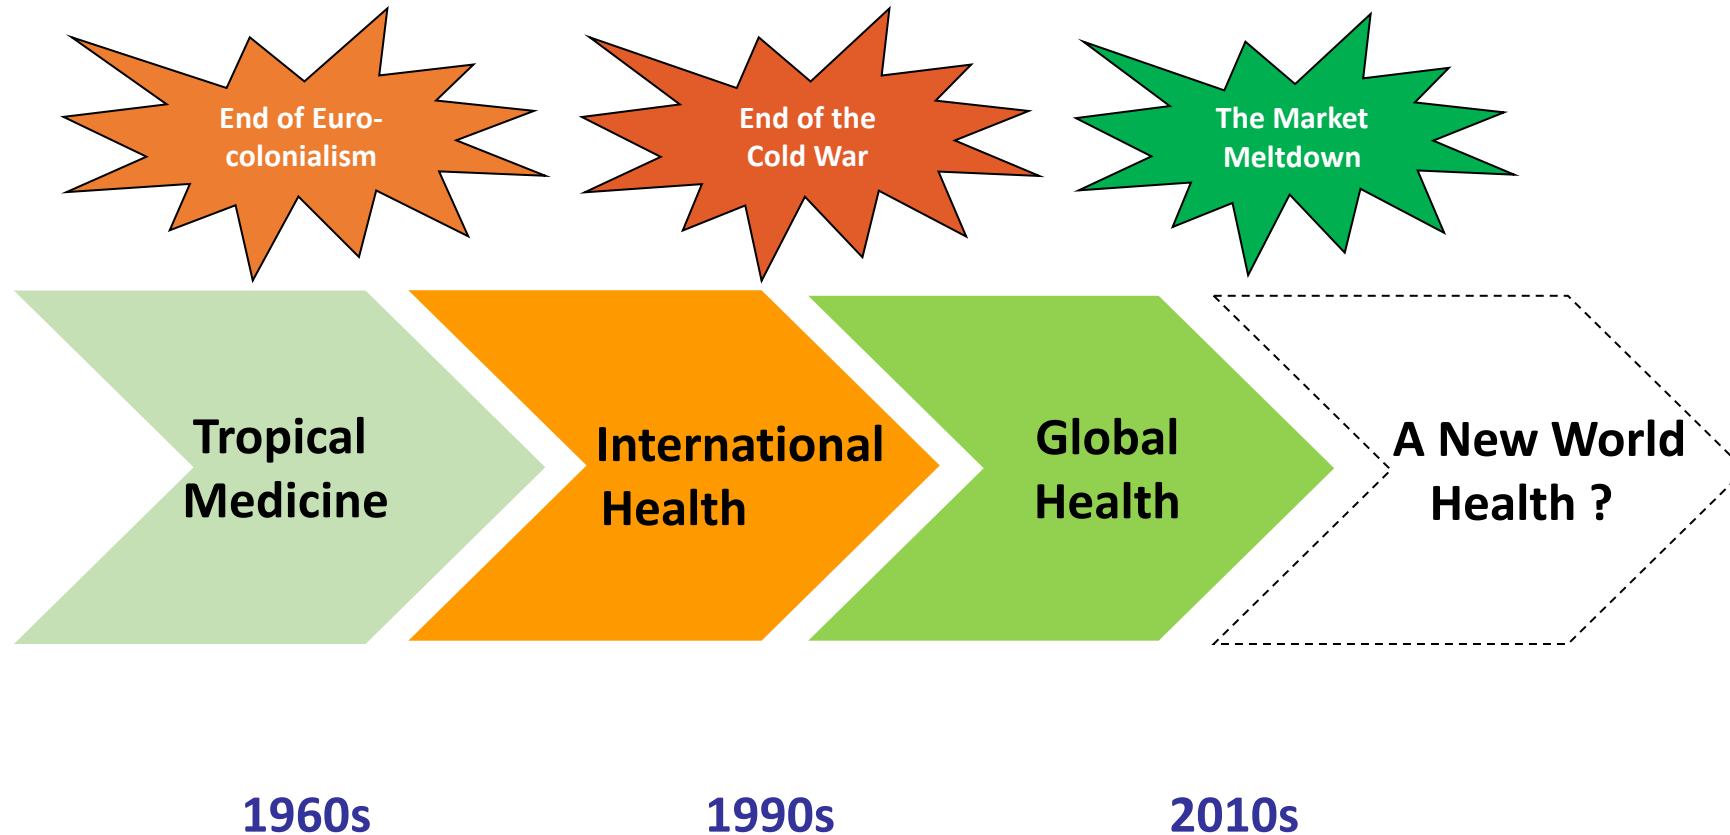 End of Euro-
colonialism
End of the
Cold War
The Market
Meltdown
Tropical
Medicine
International
Health
Global
Health
A New World
Health ?
1960s
1990s
2010s